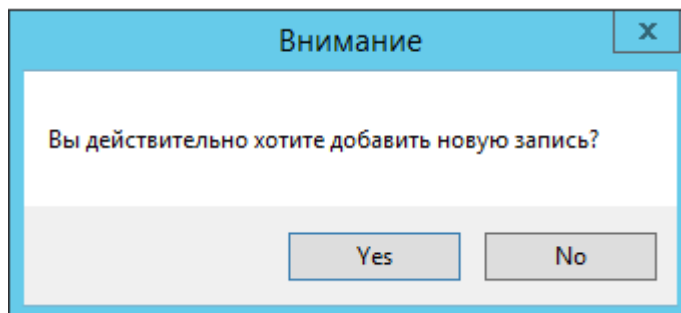 Внимание
x
Вы действительно хотите добавить новую запись?
Yes
No